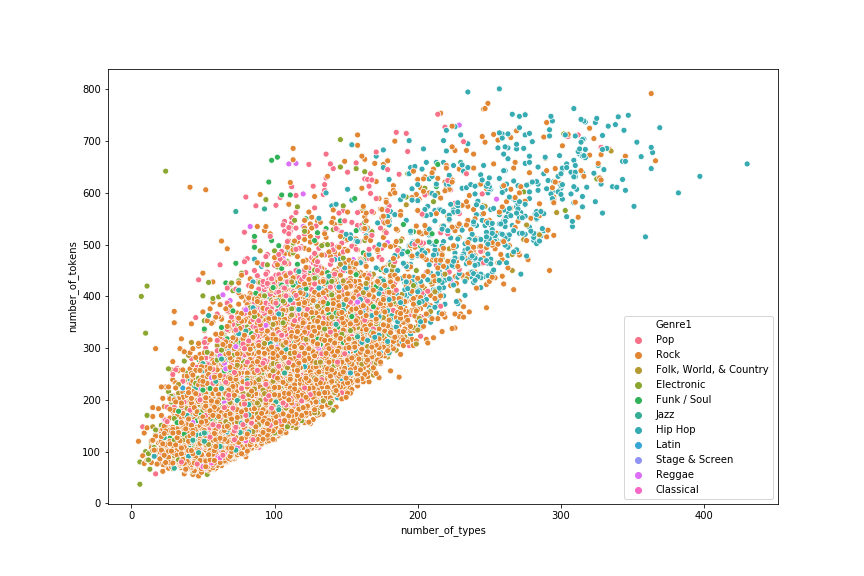 800
700
600
500
400
300
200
100
0
number_of_tokens
0 100 200 300 400
number_of_types
Genre1
Pop
Rock
Folk, World, & Country
Electronic
Funk / Soul
Jazz
Hip Hop
Latin
Stage & Screen
Reggae
Classical